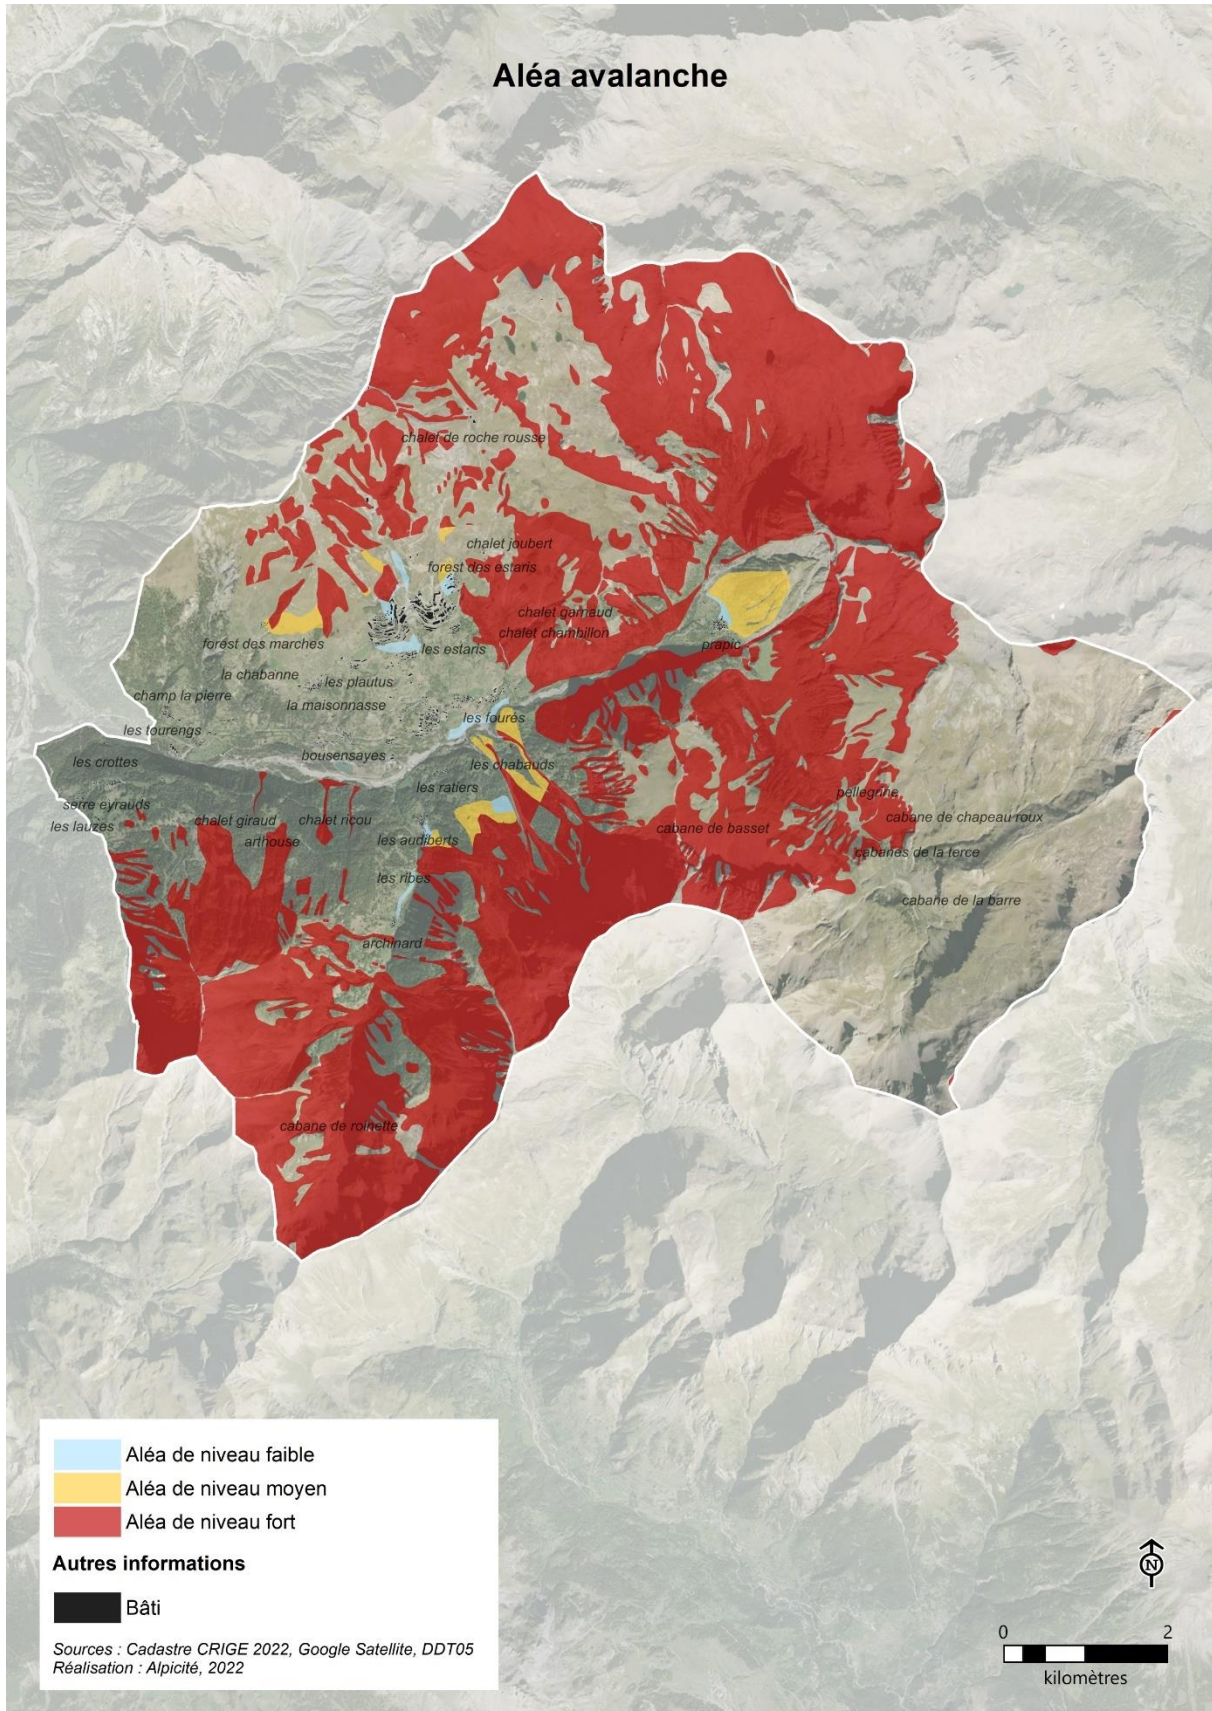 Aléa avalanche
chalet de roche rousse
chalet joubert
forest des estaris
chalet garnaud
chalet chambillon
forest des marches
les estaris
prapic
la chabanne
les plautus
champ la pierre
la maisonnasse
les fourès
les tourengs
bousensayes
les crottes
les chabauds
les ratiers
pellegrine
serre eyrauds
chalet giraud
chalet ricou
cabane de chapeau roux
les lauzes
cabane de basset
arthouse
les audiberts
cabanes de la terce
les ribes
cabane de la barre
archinard
cabane de roinette
Aléa de niveau faible
Aléa de niveau moyen
Aléa de niveau fort
Autres informations
Bâti
Sources : Cadastre CRIGE 2022, Google Satellite, DDT05
Réalisation : Alpicité, 2022
N
0 2
kilomètres